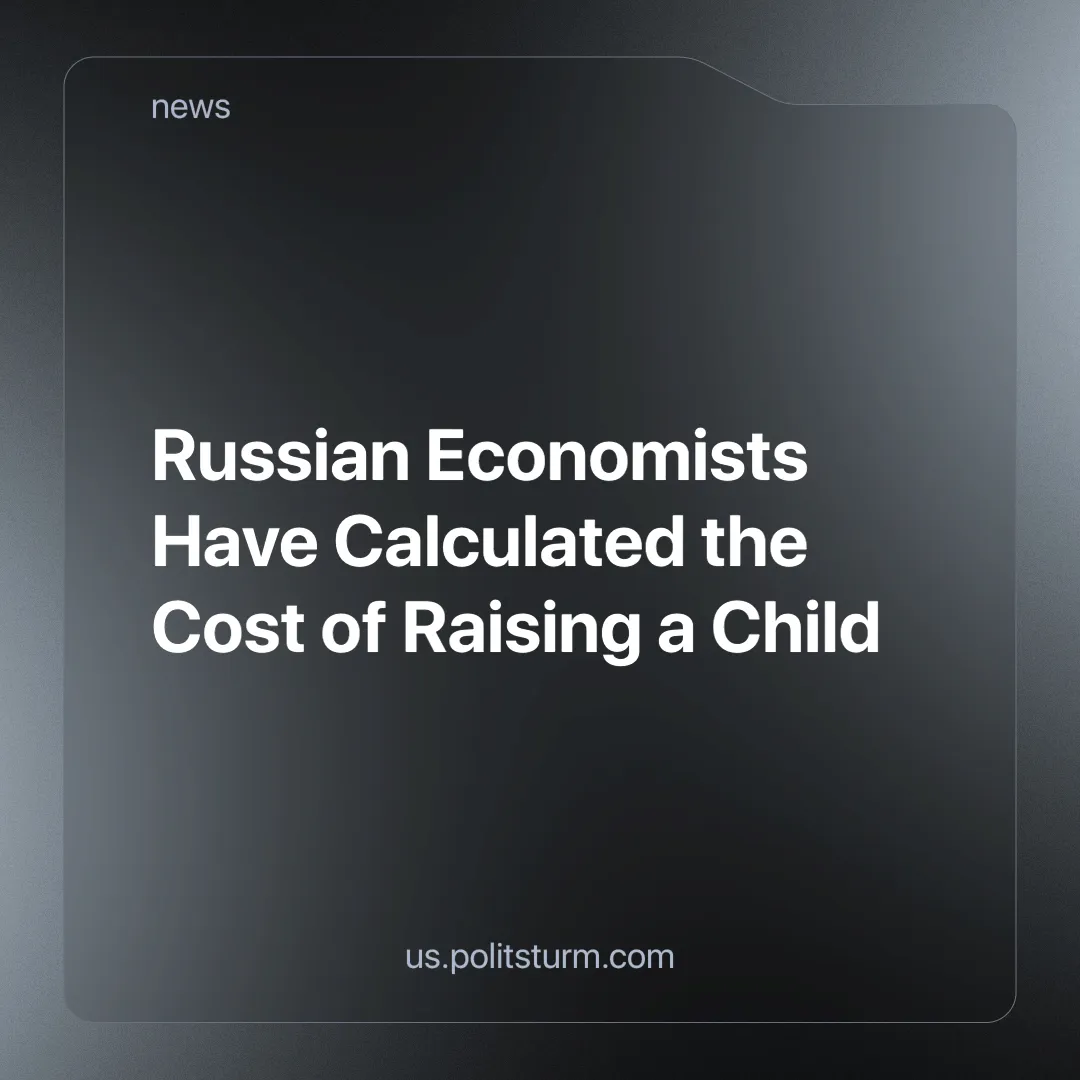 news
Russian Economists
Have Calculated the
Cost of Raising a Child
us.politsturm.com